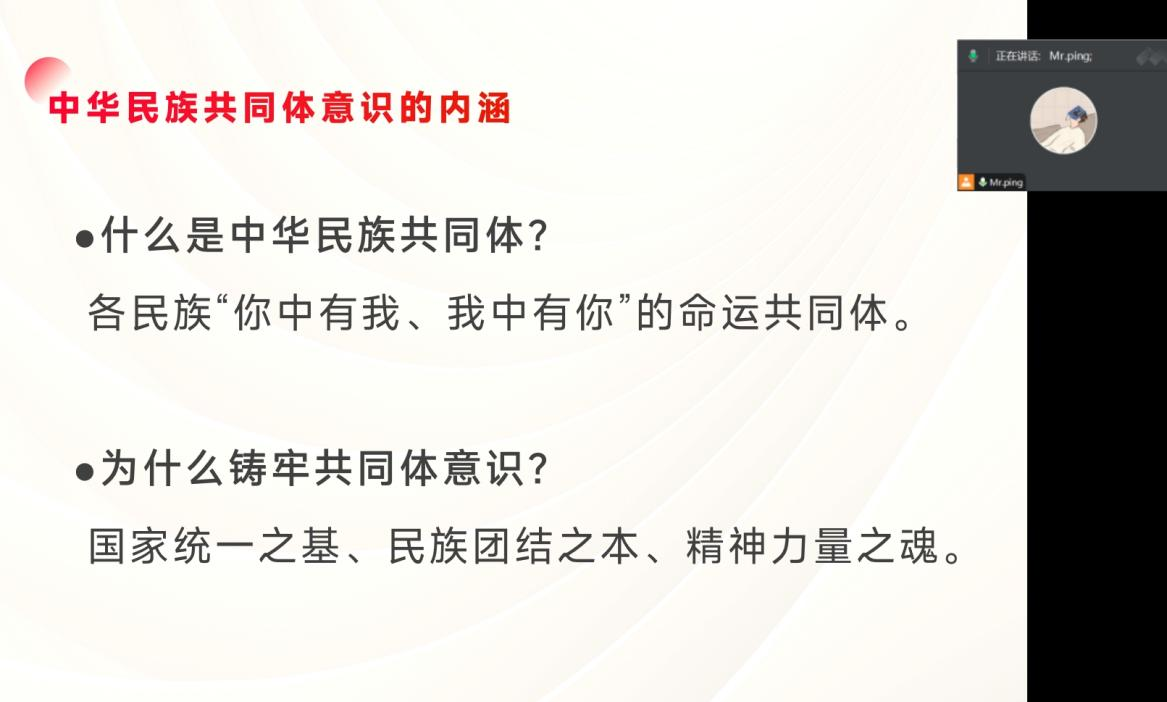 中华民族共同体意识的内涵
正在讲话: Mr.ping;
Mr.ping
●什么是中华民族共同体?
各民族“你中有我、我中有你”的命运共同体。
●为什么铸牢共同体意识?
国家统一之基、民族团结之本、精神力量之魂。